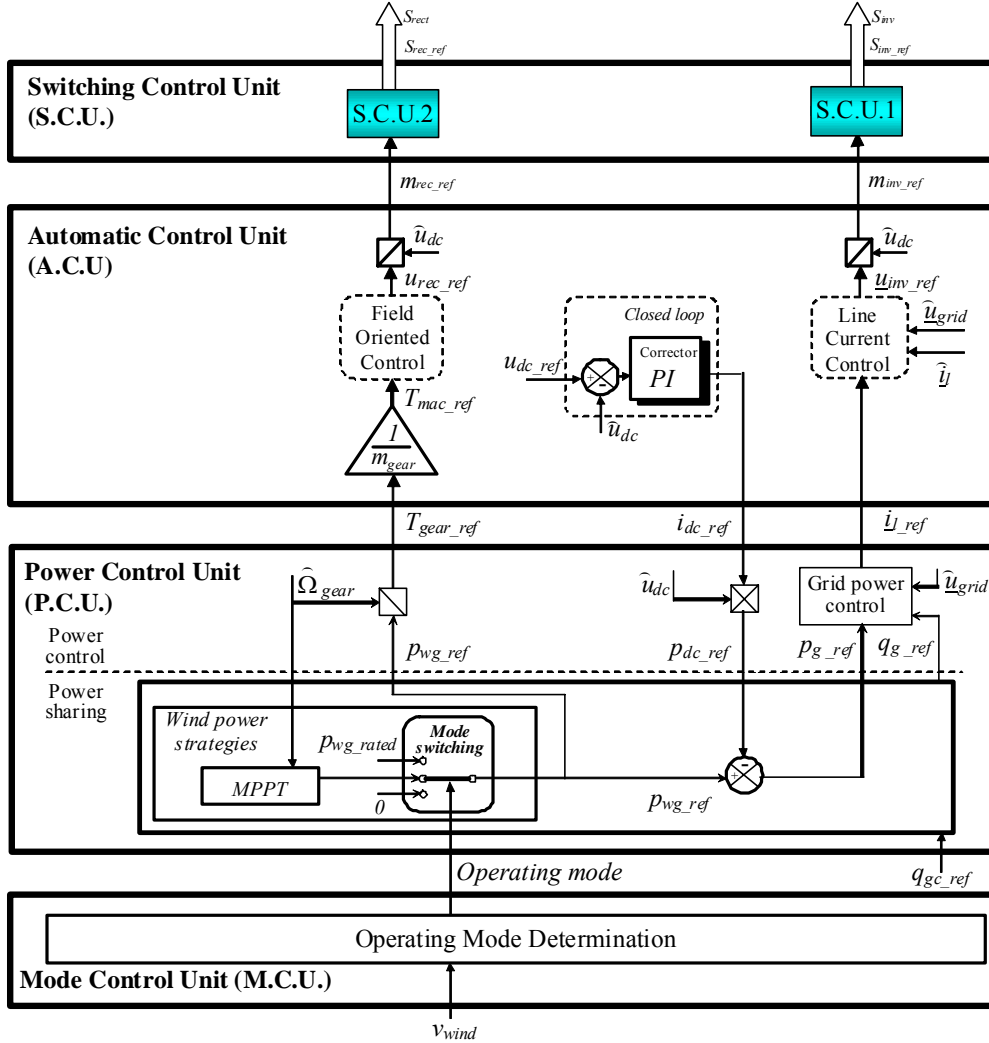 S_rect
S_rec_ref
S_inv
S_inv_ref
Switching Control Unit
(S.C.U.)
S.C.U.2
S.C.U.1
m_rec_ref
m_inv_ref
Automatic Control Unit
(A.C.U)
û_dc
û_dc
u_rec_ref
u_inv_ref
Field
Oriented
Control
Closed loop
Corrector
PI
u_dc_ref
+
-
û_dc
Line
Current
Control
û_grid
î_l
T_mac_ref
1
m_gear
T_gear_ref
i_dc_ref
i_l_ref
Power Control Unit
(P.C.U.)
Ω̂_gear
û_dc
Grid power
control
û_grid
Power
control
p_wg_ref
p_dc_ref
p_g_ref
q_g_ref
Power
sharing
Wind power
strategies
Mode
switching
p_wg_rated
MPPT
0
-
+
p_wg_ref
Operating mode
q_gc_ref
Operating Mode Determination
Mode Control Unit (M.C.U.)
v_wind